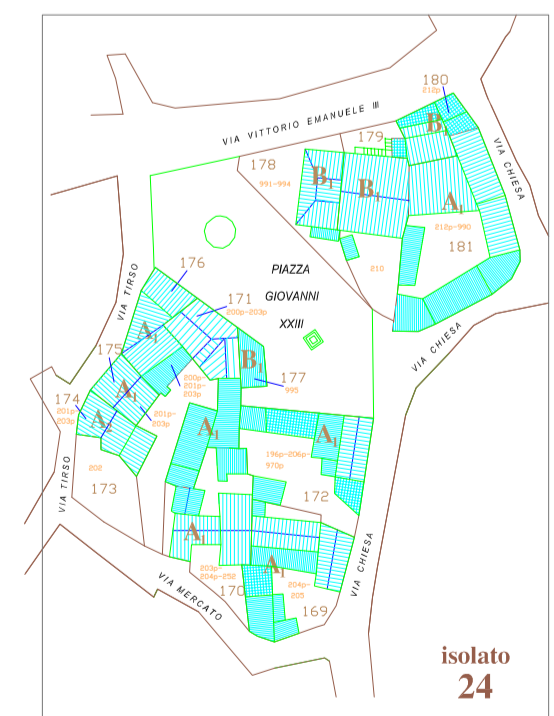 180
212p
VIA VITTORIO EMANUELE III
B1
179
VIA CHIESA
178
991-994
B1
B1
A1
212p-990
181
210
PIAZZA
GIOVANNI
XXIII
176
171
200p-203p
VIA TIRSO
A1
VIA CHIESA
175
B1
177
995
200p-
201p-
203p
A1
174
201p-
203p
A2
201p-
203p
A1
A1
196p-206p-
970p
202
173
VIA TIRSO
172
A1
VIA CHIESA
203p-
204p-252
A1
204p-
205
170
169
VIA MERCATO
isolato
24